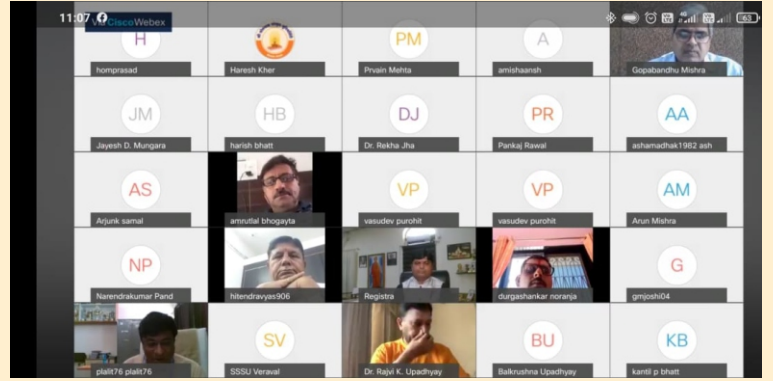 11:07
Via Cisco Webex
63
H
PM
A
homprasad
Haresh Kher
Prvain Mehta
amishaansh
Gopabandhu Mishra
JM
HB
DJ
PR
AA
Jayesh D. Mungara
harish bhatt
Dr. Rekha Jha
Pankaj Rawal
ashamadhak1982 ash
AS
VP
VP
AM
Arjunk samal
amrutlal bhogayta
vasudev purohit
vasudev purohit
Arun Mishra
NP
G
Narendrakumar Pand
hitendravyas906
Registra
durgashankar noranja
gmjoshi04
SV
BU
KB
plalit76 plalit76
SSSU Veraval
Dr. Rajvi K. Upadhyay
Balkrushna Upadhyay
kantil p bhatt